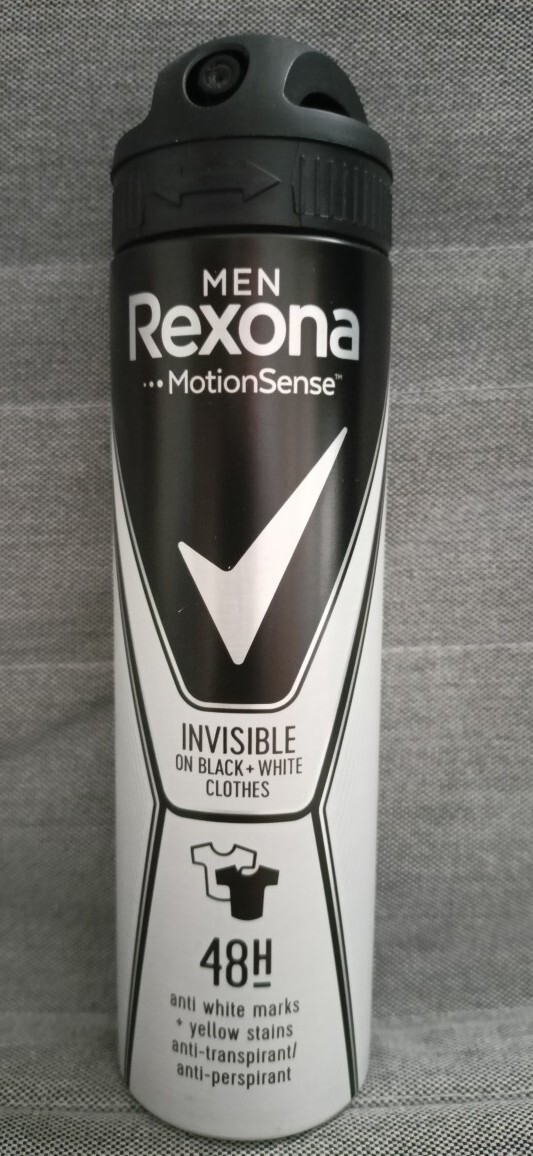 MEN
Rexona
MotionSense™
INVISIBLE
ON BLACK + WHITE
CLOTHES
48H
anti white marks
+ yellow stains
anti-transpirant/
anti-perspirant